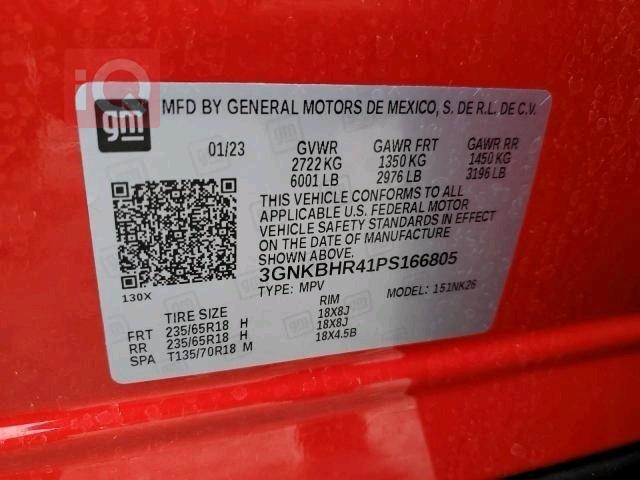 iQ
gm MFD BY GENERAL MOTORS DE MEXICO, S. DE R.L. DE C.V.
01/23 GVWR GAWR FRT GAWR RR
2722 KG 1350 KG 1450 KG
6001 LB 2976 LB 3196 LB
THIS VEHICLE CONFORMS TO ALL
APPLICABLE U.S. FEDERAL MOTOR
VEHICLE SAFETY STANDARDS IN EFFECT
ON THE DATE OF MANUFACTURE
SHOWN ABOVE.
3GNKBHR41PS166805
130X TYPE: MPV MODEL: 151NK26
TIRE SIZE RIM
FRT 235/65R18 H 18X8J
RR 235/65R18 H 18X8J
SPA T135/70R18 M 18X4.5B